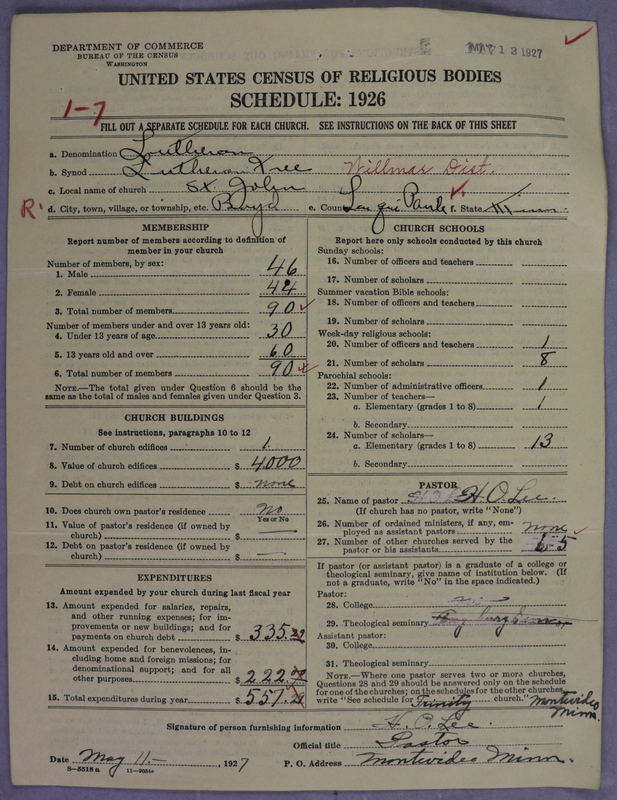 DEPARTMENT OF COMMERCE
BUREAU OF THE CENSUS
WASHINGTON
MAY 13 1927
UNITED STATES CENSUS OF RELIGIOUS BODIES
SCHEDULE: 1926
1-7
FILL OUT A SEPARATE SCHEDULE FOR EACH CHURCH. SEE INSTRUCTIONS ON THE BACK OF THIS SHEET
a. Denomination Lutheran
b. Synod Lutheran Free Willmar Dist.
c. Local name of church St. John
R. d. City, town, village, or township, etc. Boyd e. County Lac qui Parle f. State Minn.
MEMBERSHIP
Report number of members according to definition of
member in your church
Number of members, by sex:
1. Male 46
2. Female 44
3. Total number of members 90
Number of members under and over 13 years old:
4. Under 13 years of age 30
5. 13 years old and over 60
6. Total number of members 90
NOTE.—The total given under Question 6 should be the
same as the total of males and females given under Question 3.
CHURCH BUILDINGS
See instructions, paragraphs 10 to 12
7. Number of church edifices 1
8. Value of church edifices $ 4000
9. Debt on church edifices $ none
10. Does church own pastor's residence no
Yes or No
11. Value of pastor's residence (if owned by
church) $ —
12. Debt on pastor's residence (if owned by
church) $ —
EXPENDITURES
Amount expended by your church during last fiscal year
13. Amount expended for salaries, repairs,
and other running expenses; for im-
provements or new buildings; and for
payments on church debt $ 335.
14. Amount expended for benevolences, in-
cluding home and foreign missions; for
denominational support; and for all
other purposes $ 222.
15. Total expenditures during year $ 557.
CHURCH SCHOOLS
Report here only schools conducted by this church
Sunday schools:
16. Number of officers and teachers
17. Number of scholars
Summer vacation Bible schools:
18. Number of officers and teachers
19. Number of scholars
Week-day religious schools:
20. Number of officers and teachers 1
21. Number of scholars 8
Parochial schools:
22. Number of administrative officers 1
23. Number of teachers—
a. Elementary (grades 1 to 8) 1
b. Secondary
24. Number of scholars—
a. Elementary (grades 1 to 8) 13
b. Secondary
PASTOR
25. Name of pastor H. O. Lee
(If church has no pastor, write "None")
26. Number of ordained ministers, if any, em-
ployed as assistant pastors none
27. Number of other churches served by the
pastor or his assistants 5
If pastor (or assistant pastor) is a graduate of a college or
theological seminary, give name of institution below. (If
not a graduate, write "No" in the space indicated.)
Pastor:
28. College
29. Theological seminary
Assistant pastor:
30. College
31. Theological seminary
NOTE.—Where one pastor serves two or more churches,
Questions 28 and 29 should be answered only on the schedule
for one of the churches; on the schedules for the other churches,
write "See schedule for Trinity church." Montevideo
Minn.
Signature of person furnishing information H. O. Lee.
Official title Pastor
Date May 11 - , 1927 P. O. Address Montevideo Minn.
8—5518 a 11—9034a